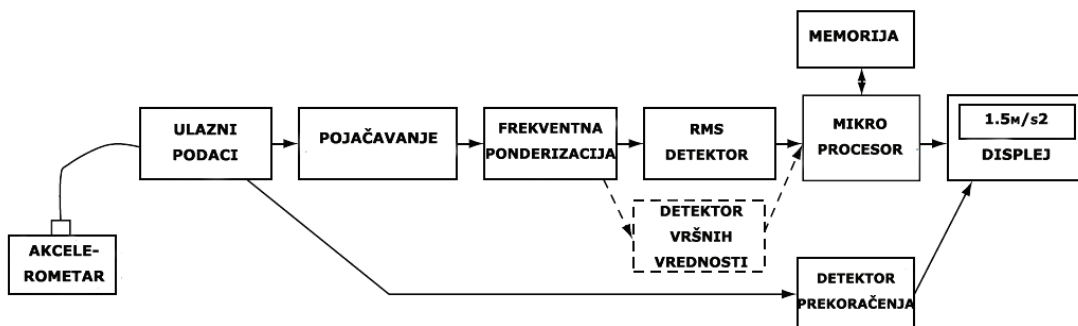 MEMORIJA
ULAZNI
PODACI
POJAČAVANJE
FREKVENTNA
PONDERIZACIJA
RMS
DETEKTOR
MIKRO
PROCESOR
1.5M/S2
DISPLEJ
DETEKTOR
VRŠNIH
VREDNOSTI
AKCELE-
ROMETAR
DETEKTOR
PREKORAČENJA